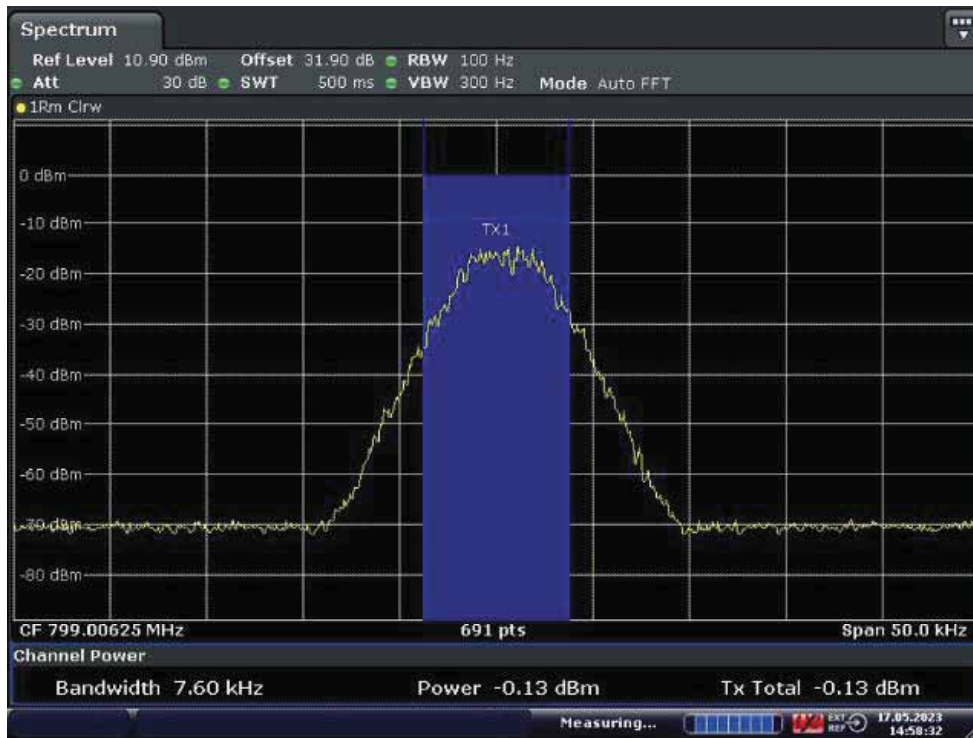 Spectrum
Ref Level 10.90 dBm Offset 31.90 dB RBW 100 Hz
Att 30 dB SWT 500 ms VBW 300 Hz Mode Auto FFT
1Rm Clrw
0 dBm
-10 dBm
TX1
-20 dBm
-30 dBm
-40 dBm
-50 dBm
-60 dBm
-70 dBm
-80 dBm
CF 799.00625 MHz 691 pts Span 50.0 kHz
Channel Power
Bandwidth 7.60 kHz Power -0.13 dBm Tx Total -0.13 dBm
Measuring... EXT REF 17.05.2023
14:58:32